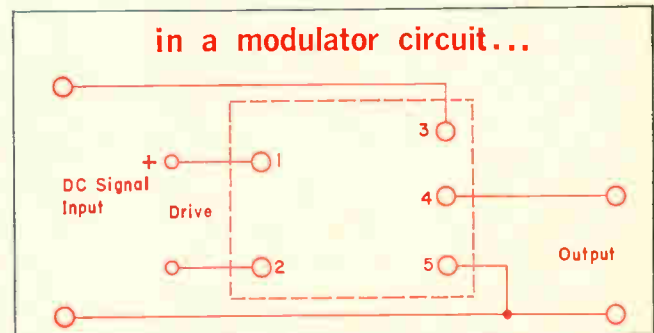 in a modulator circuit...
3
+
1
DC Signal
Input
Drive
4
2
5
Output